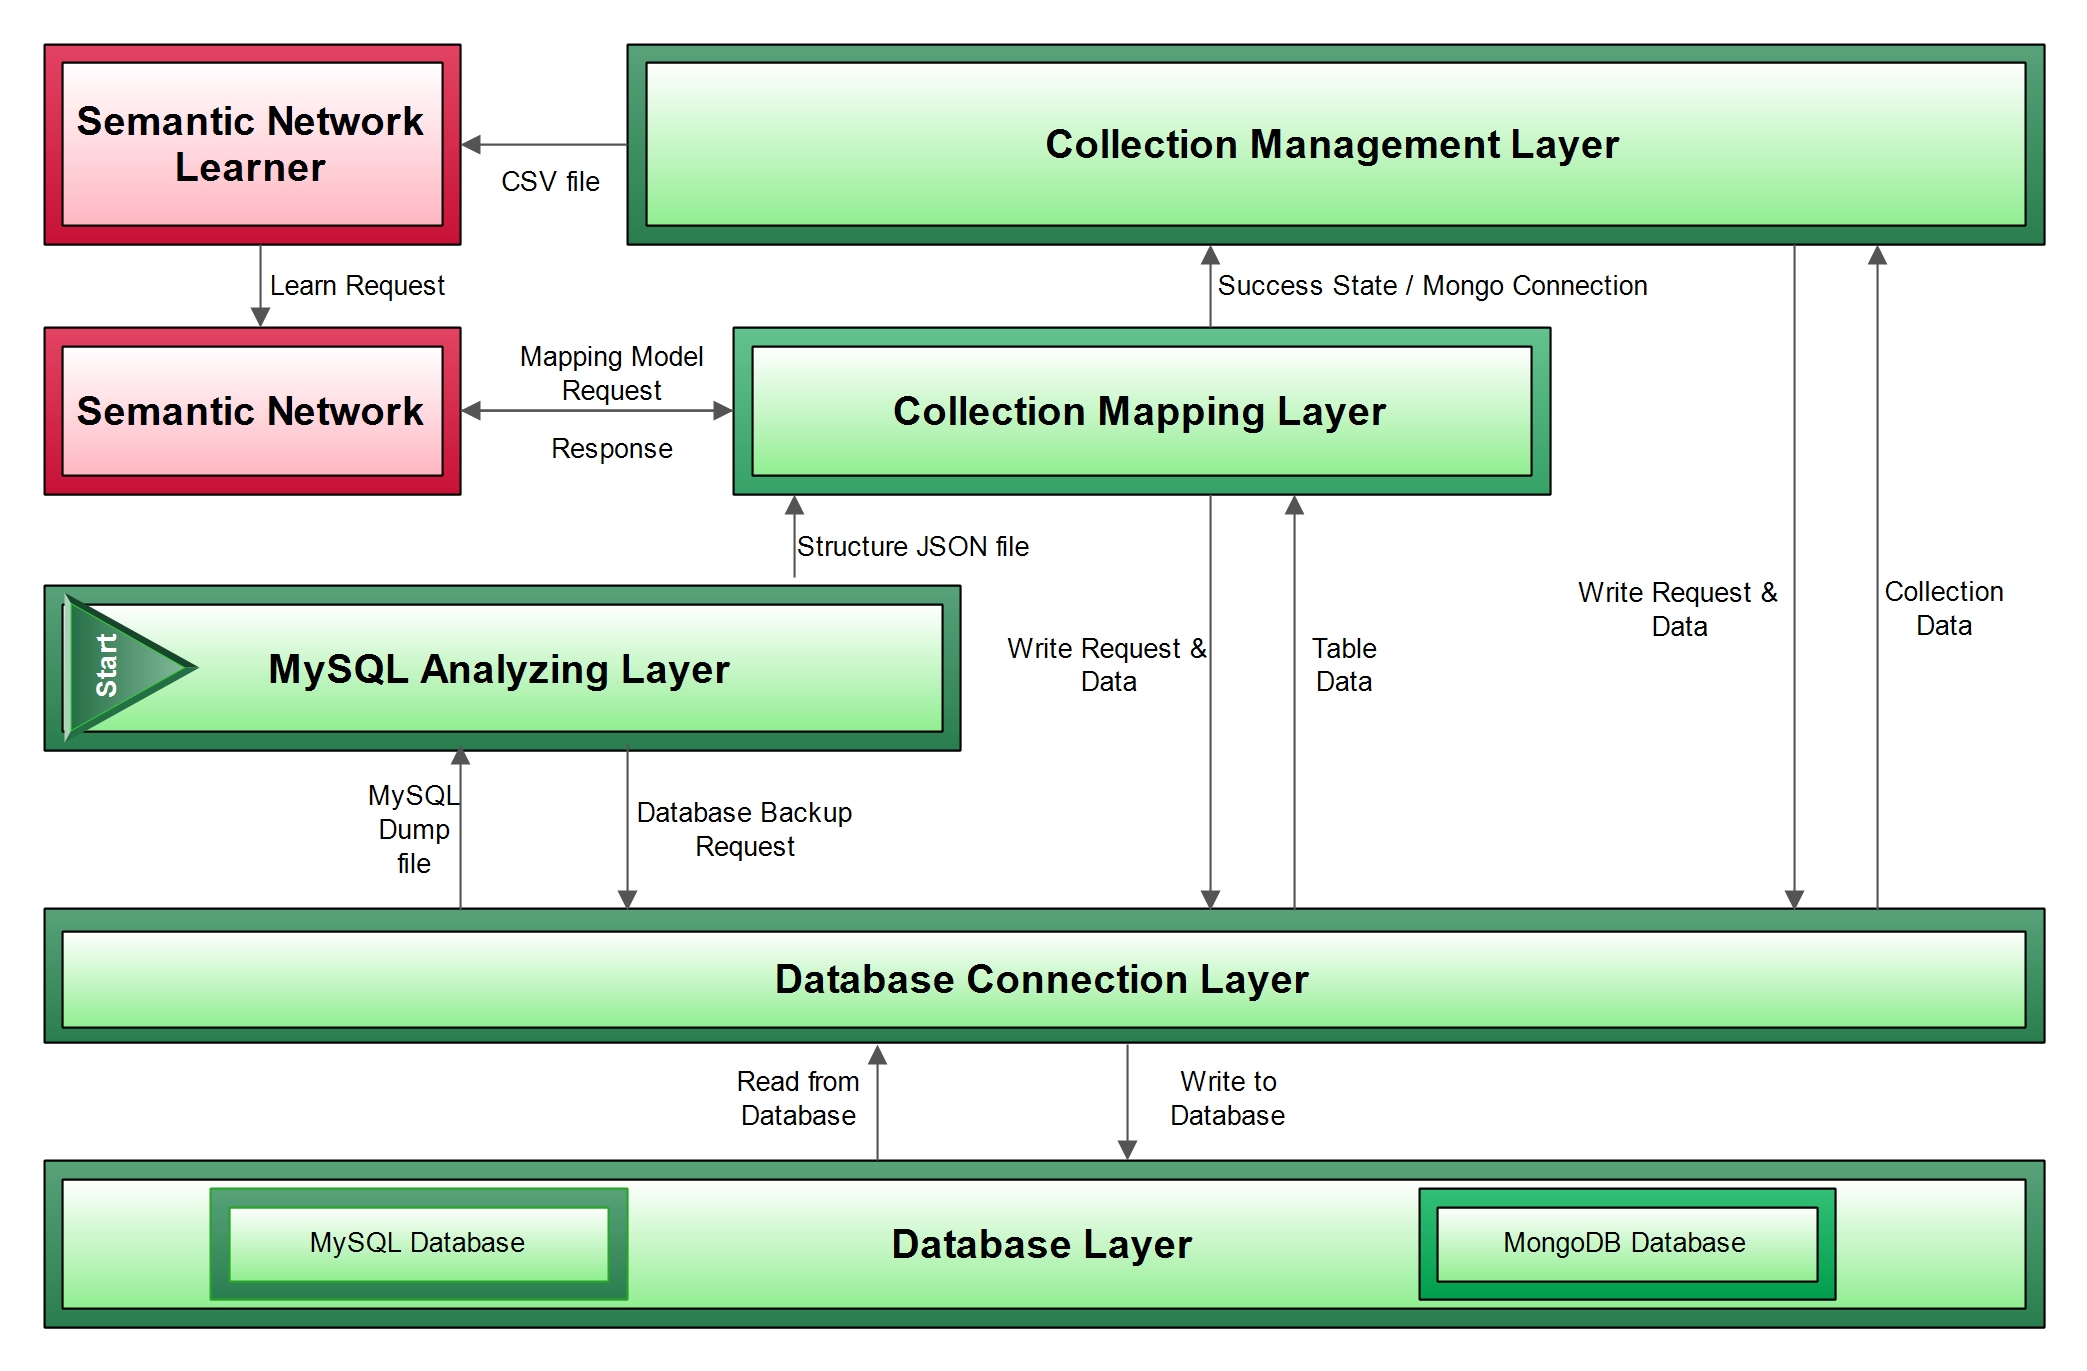 Semantic Network
Learner
CSV file
Collection Management Layer
Learn Request
Success State / Mongo Connection
Semantic Network
Mapping Model
Request
Response
Collection Mapping Layer
Structure JSON file
Start
MySQL Analyzing Layer
Write Request &
Data
Table
Data
Write Request &
Data
Collection
Data
MySQL
Dump
file
Database Backup
Request
Database Connection Layer
Read from
Database
Write to
Database
MySQL Database
Database Layer
MongoDB Database